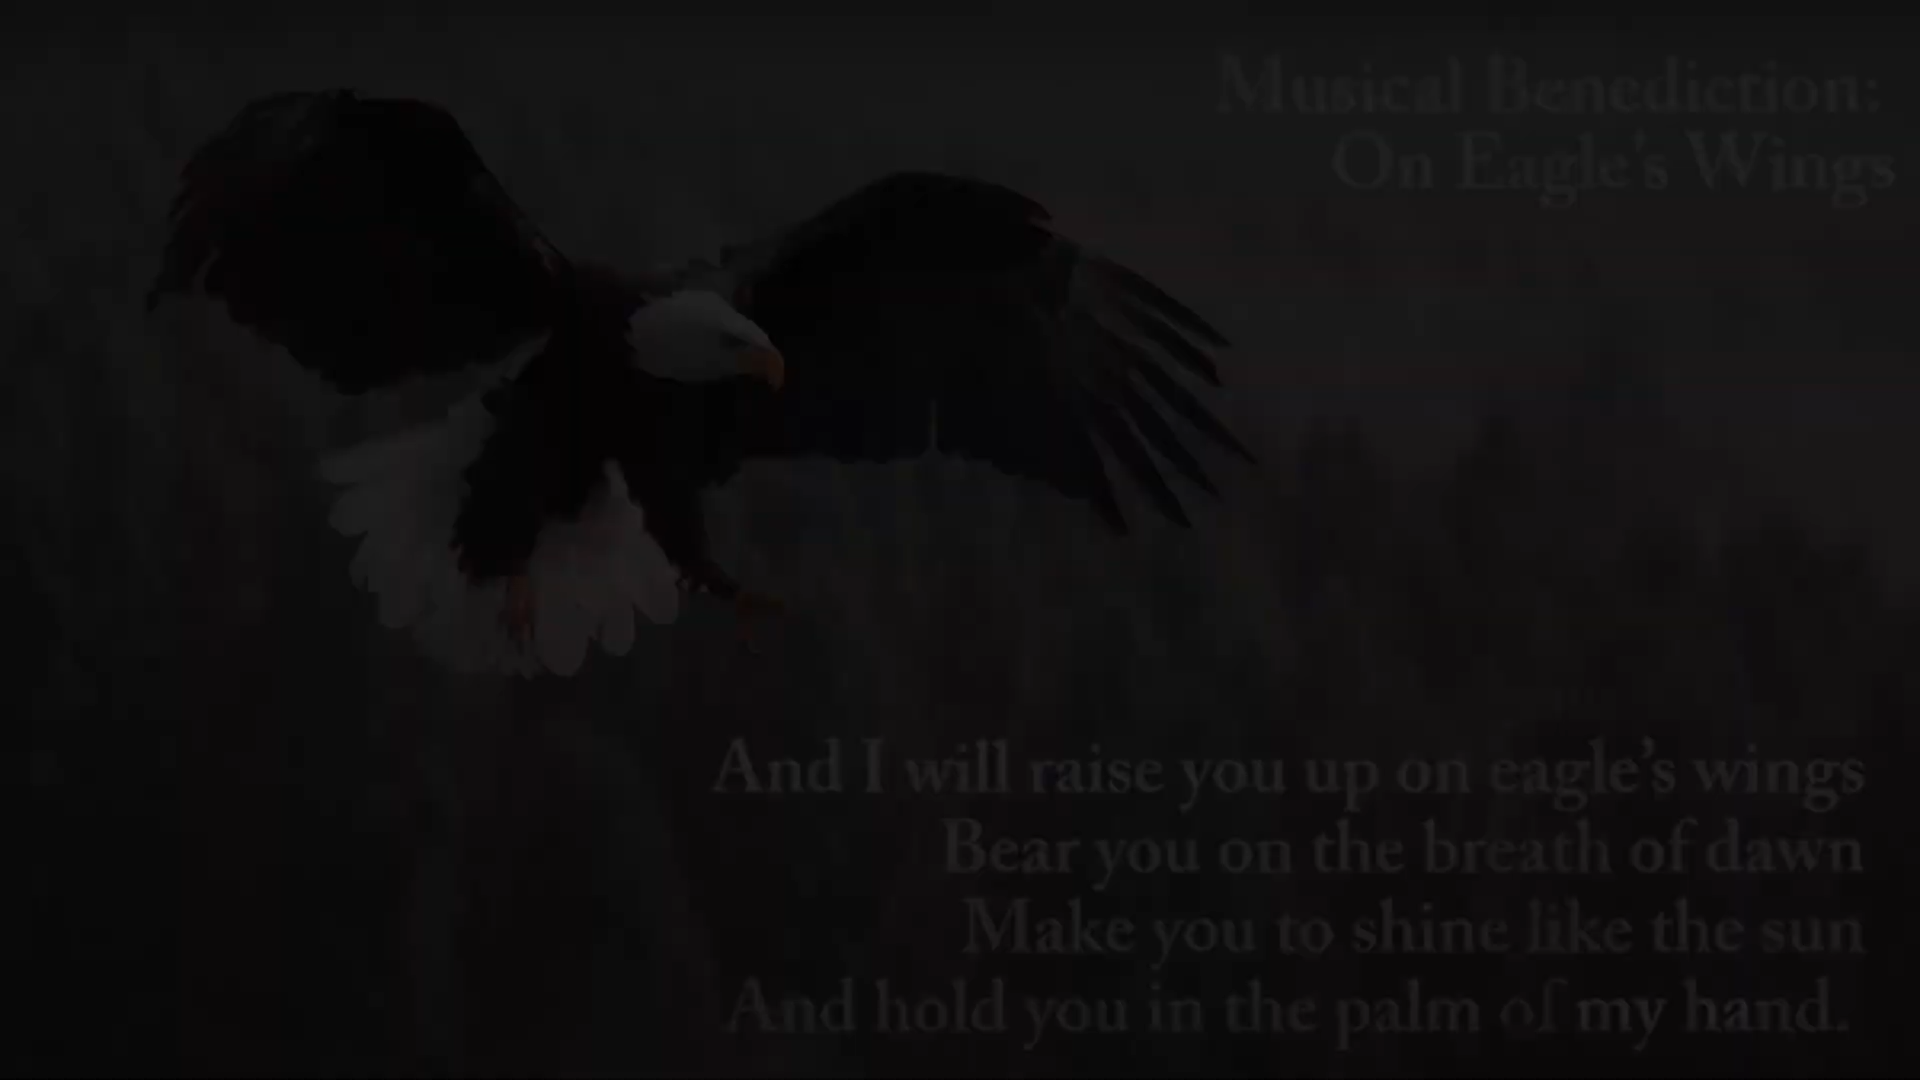 Musical Benediction:
On Eagle's Wings
And I will raise you up on eagle's wings
Bear you on the breath of dawn
Make you to shine like the sun
And hold you in the palm of my hand.